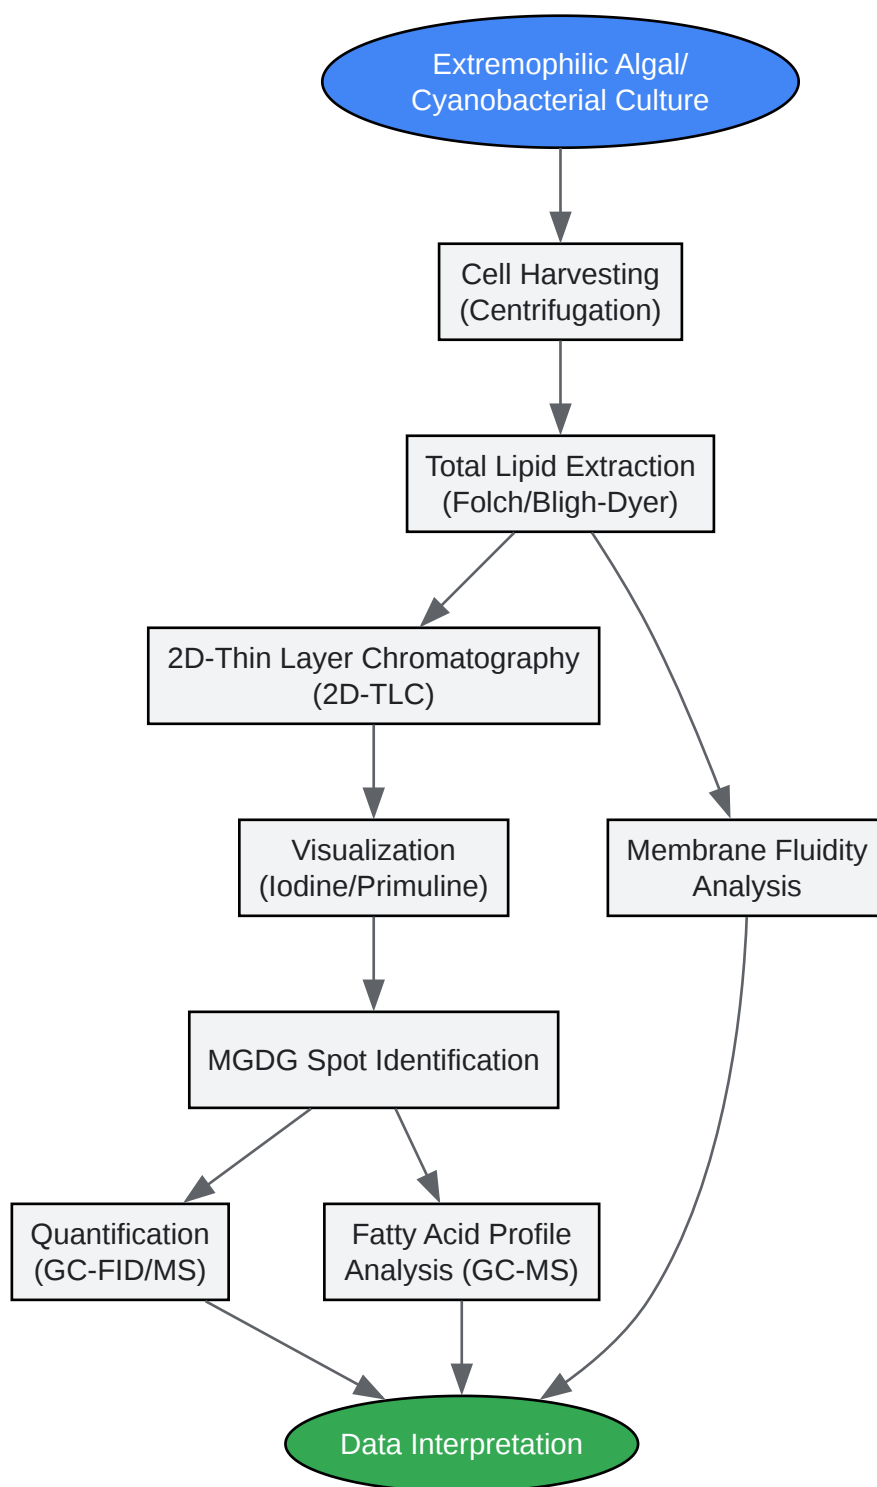 Extremophilic Algal/
Cyanobacterial Culture
Cell Harvesting
(Centrifugation)
Total Lipid Extraction
(Folch/Bligh-Dyer)
2D-Thin Layer Chromatography
(2D-TLC)
Visualization
(Iodine/Primuline)
Membrane Fluidity
Analysis
MGDG Spot Identification
Quantification
(GC-FID/MS)
Fatty Acid Profile
Analysis (GC-MS)
Data Interpretation